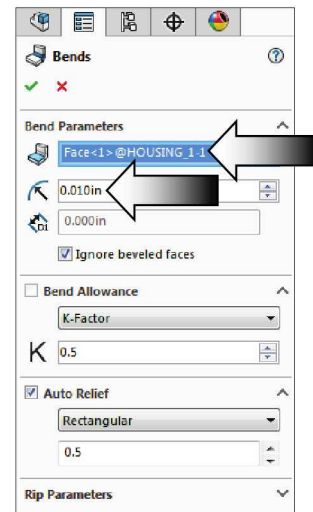 Bends
Bend Parameters
Face<1>@HOUSING_1-1
0.010in
D1
0.000in
Ignore beveled faces
Bend Allowance
K-Factor
K
0.5
Auto Relief
Rectangular
0.5
Rip Parameters